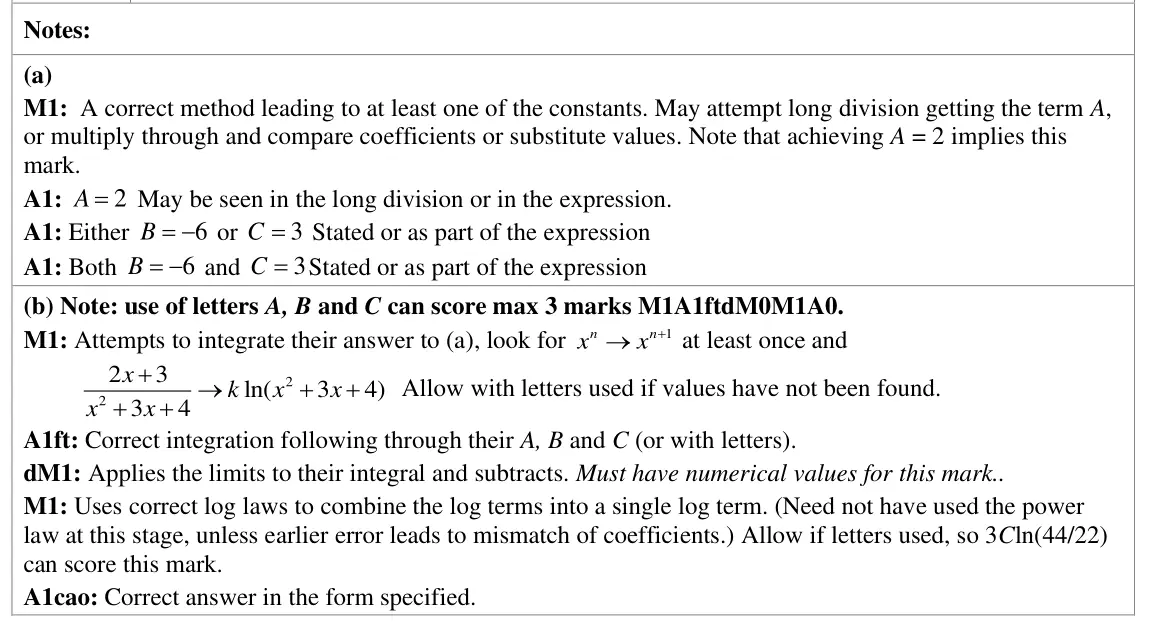 Notes:
(a)
M1: A correct method leading to at least one of the constants. May attempt long division getting the term A,
or multiply through and compare coefficients or substitute values. Note that achieving A = 2 implies this
mark.
A1: A = 2 May be seen in the long division or in the expression.
A1: Either B = −6 or C = 3 Stated or as part of the expression
A1: Both B = −6 and C = 3Stated or as part of the expression
(b) Note: use of letters A, B and C can score max 3 marks M1A1ftdM0M1A0.
M1: Attempts to integrate their answer to (a), look for xⁿ → xⁿ⁺¹ at least once and
(2x+3)/(x²+3x+4) → k ln(x²+3x+4) Allow with letters used if values have not been found.
A1ft: Correct integration following through their A, B and C (or with letters).
dM1: Applies the limits to their integral and subtracts. Must have numerical values for this mark..
M1: Uses correct log laws to combine the log terms into a single log term. (Need not have used the power
law at this stage, unless earlier error leads to mismatch of coefficients.) Allow if letters used, so 3Cln(44/22)
can score this mark.
A1cao: Correct answer in the form specified.